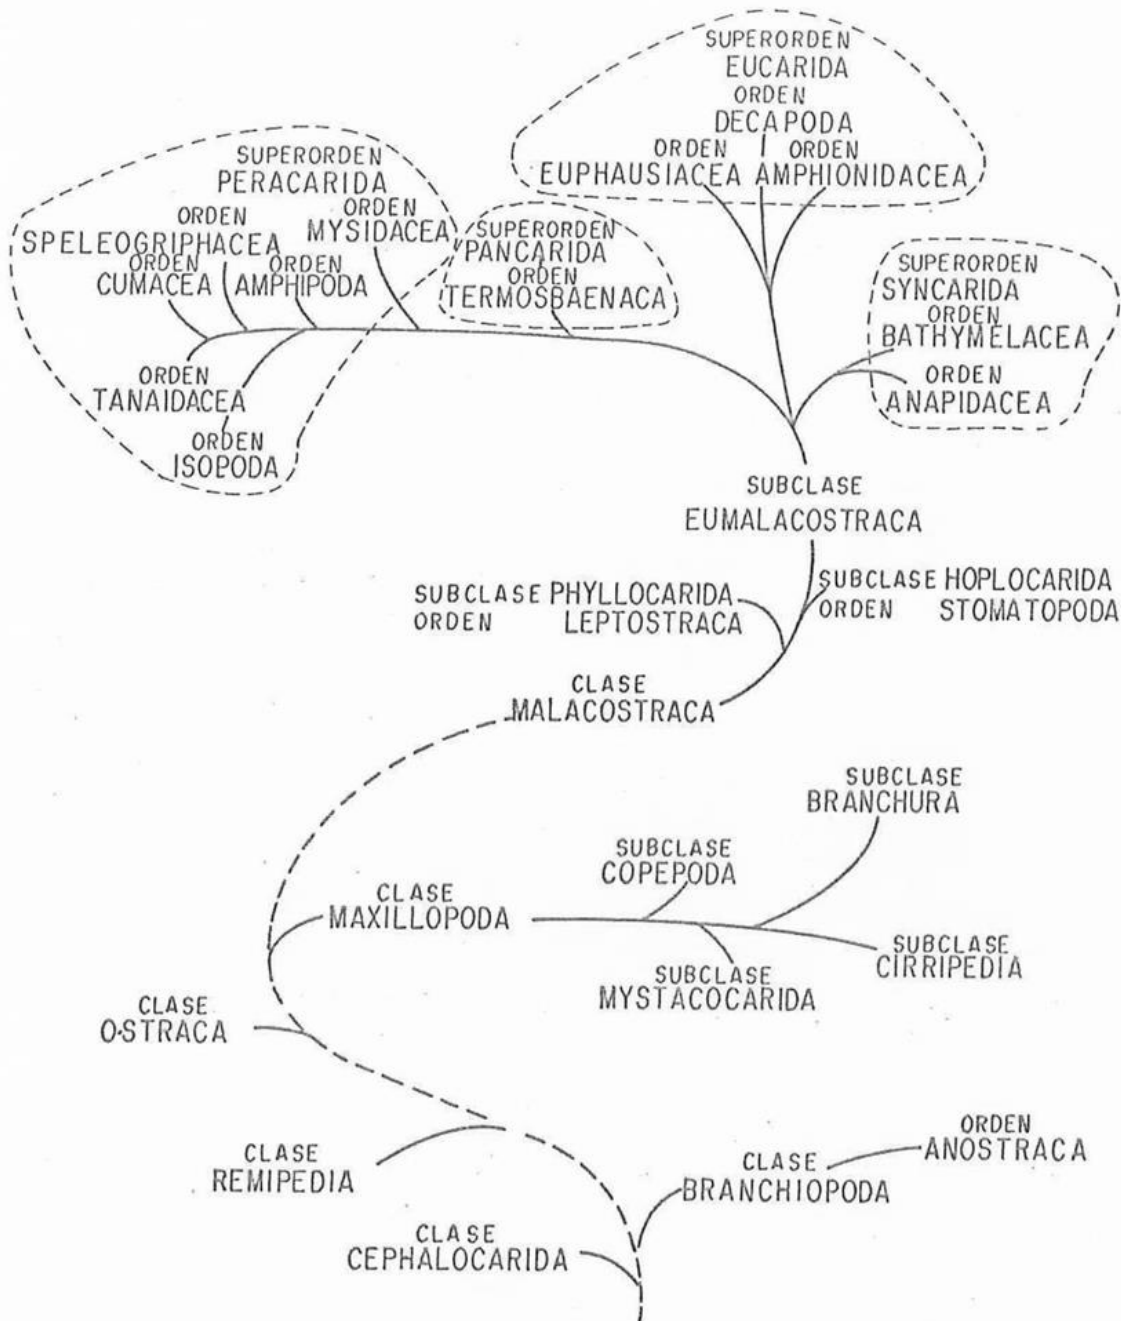 SUPERORDEN
EUCARIDA
ORDEN
DECAPODA
ORDEN ORDEN
EUPHAUSIACEA AMPHIONIDACEA
SUPERORDEN
PERACARIDA
ORDEN
SPELEOGRIPHACEA
ORDEN
MYSIDACEA
ORDEN
CUMACEA
ORDEN
AMPHIPODA
ORDEN
TANAIDACEA
ORDEN
ISOPODA
SUPERORDEN
PANCARIDA
ORDEN
TERMOSBAENACA
SUPERORDEN
SYNCARIDA
ORDEN
BATHYMELACEA
ORDEN
ANAPIDACEA
SUBCLASE
EUMALACOSTRACA
SUBCLASE PHYLLOCARIDA
ORDEN LEPTOSTRACA
SUBCLASE HOPLOCARIDA
ORDEN STOMATOPODA
CLASE
MALACOSTRACA
SUBCLASE
BRANCHURA
SUBCLASE
COPEPODA
CLASE
MAXILLOPODA
SUBCLASE
CIRRIPEDIA
SUBCLASE
MYSTACOCARIDA
CLASE
O·STRACA
CLASE
REMIPEDIA
ORDEN
ANOSTRACA
CLASE
BRANCHIOPODA
CLASE
CEPHALOCARIDA